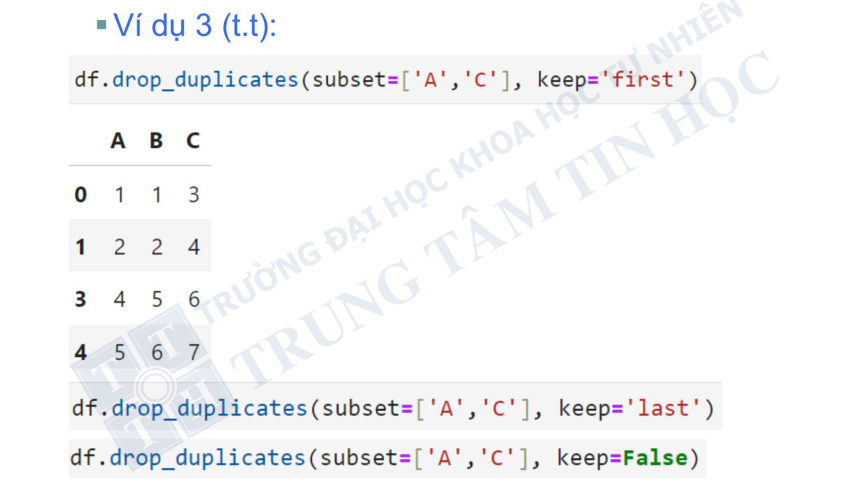 Ví dụ 3 (t.t):
df.drop_duplicates(subset=['A','C'], keep='first')
A B C
0 1 1 3
1 2 2 4
3 4 5 6
4 5 6 7
df.drop_duplicates(subset=['A','C'], keep='last')
df.drop_duplicates(subset=['A','C'], keep=False)
TRƯỜNG ĐẠI HỌC KHOA HỌC TỰ NHIÊN
TRUNG TÂM TIN HỌC